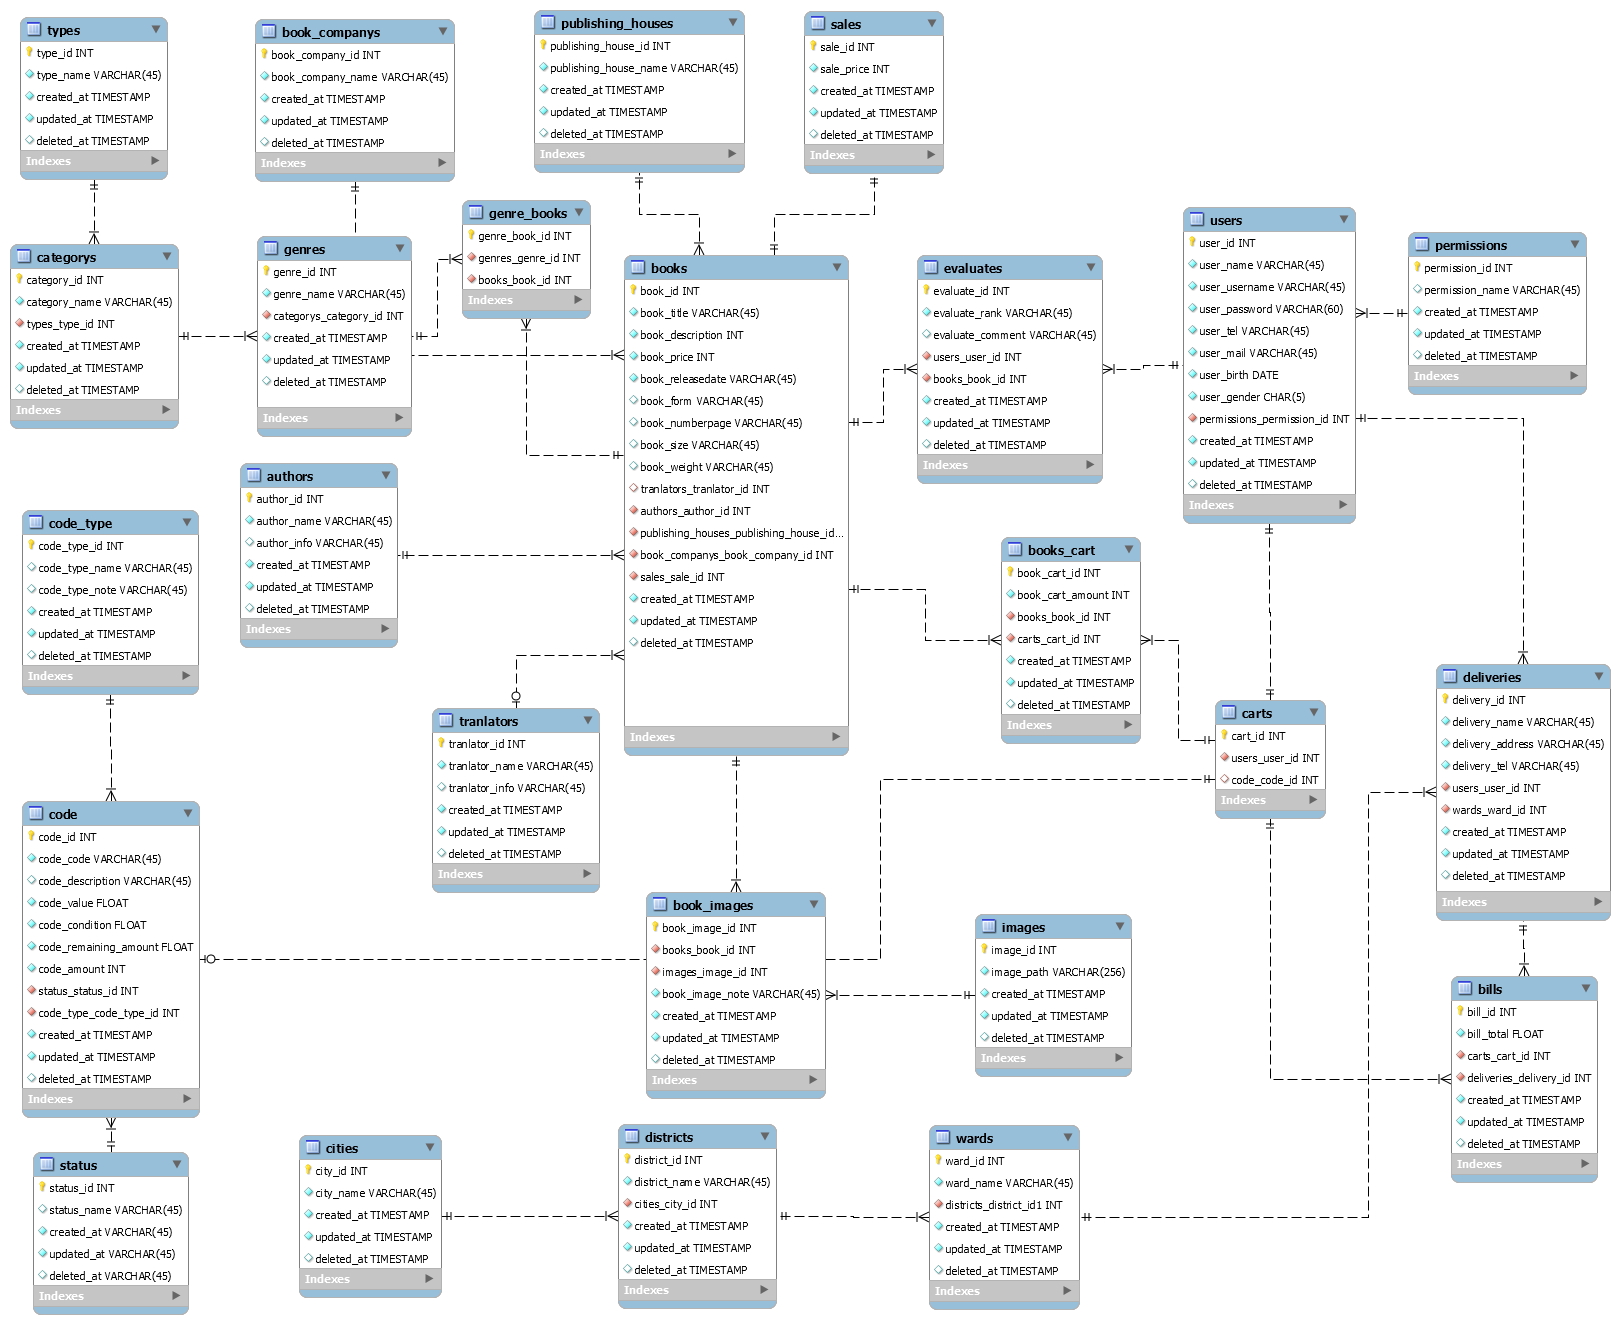 types
type_id INT
type_name VARCHAR(45)
created_at TIMESTAMP
updated_at TIMESTAMP
deleted_at TIMESTAMP
Indexes
book_companys
book_company_id INT
book_company_name VARCHAR(45)
created_at TIMESTAMP
updated_at TIMESTAMP
deleted_at TIMESTAMP
Indexes
publishing_houses
publishing_house_id INT
publishing_house_name VARCHAR(45)
created_at TIMESTAMP
updated_at TIMESTAMP
deleted_at TIMESTAMP
Indexes
sales
sale_id INT
sale_price INT
created_at TIMESTAMP
updated_at TIMESTAMP
deleted_at TIMESTAMP
Indexes
categorys
category_id INT
category_name VARCHAR(45)
types_type_id INT
created_at TIMESTAMP
updated_at TIMESTAMP
deleted_at TIMESTAMP
Indexes
genres
genre_id INT
genre_name VARCHAR(45)
categorys_category_id INT
created_at TIMESTAMP
updated_at TIMESTAMP
deleted_at TIMESTAMP
Indexes
genre_books
genre_book_id INT
genres_genre_id INT
books_book_id INT
Indexes
books
book_id INT
book_title VARCHAR(45)
book_description INT
book_price INT
book_releasedate VARCHAR(45)
book_form VARCHAR(45)
book_numberpage VARCHAR(45)
book_size VARCHAR(45)
book_weight VARCHAR(45)
tranlators_tranlator_id INT
authors_author_id INT
publishing_houses_publishing_house_id...
book_companys_book_company_id INT
sales_sale_id INT
created_at TIMESTAMP
updated_at TIMESTAMP
deleted_at TIMESTAMP
Indexes
evaluates
evaluate_id INT
evaluate_rank VARCHAR(45)
evaluate_comment VARCHAR(45)
users_user_id INT
books_book_id INT
created_at TIMESTAMP
updated_at TIMESTAMP
deleted_at TIMESTAMP
Indexes
users
user_id INT
user_name VARCHAR(45)
user_username VARCHAR(45)
user_password VARCHAR(60)
user_tel VARCHAR(45)
user_mail VARCHAR(45)
user_birth DATE
user_gender CHAR(5)
permissions_permission_id INT
created_at TIMESTAMP
updated_at TIMESTAMP
deleted_at TIMESTAMP
Indexes
permissions
permission_id INT
permission_name VARCHAR(45)
created_at TIMESTAMP
updated_at TIMESTAMP
deleted_at TIMESTAMP
Indexes
authors
author_id INT
author_name VARCHAR(45)
author_info VARCHAR(45)
created_at TIMESTAMP
updated_at TIMESTAMP
deleted_at TIMESTAMP
Indexes
code_type
code_type_id INT
code_type_name VARCHAR(45)
code_type_note VARCHAR(45)
created_at TIMESTAMP
updated_at TIMESTAMP
deleted_at TIMESTAMP
Indexes
books_cart
book_cart_id INT
book_cart_amount INT
books_book_id INT
carts_cart_id INT
created_at TIMESTAMP
updated_at TIMESTAMP
deleted_at TIMESTAMP
Indexes
carts
cart_id INT
users_user_id INT
code_code_id INT
Indexes
deliveries
delivery_id INT
delivery_name VARCHAR(45)
delivery_address VARCHAR(45)
delivery_tel VARCHAR(45)
users_user_id INT
wards_ward_id INT
created_at TIMESTAMP
updated_at TIMESTAMP
deleted_at TIMESTAMP
Indexes
tranlators
tranlator_id INT
tranlator_name VARCHAR(45)
tranlator_info VARCHAR(45)
created_at TIMESTAMP
updated_at TIMESTAMP
deleted_at TIMESTAMP
Indexes
code
code_id INT
code_code VARCHAR(45)
code_description VARCHAR(45)
code_value FLOAT
code_condition FLOAT
code_remaining_amount FLOAT
code_amount INT
status_status_id INT
code_type_code_type_id INT
created_at TIMESTAMP
updated_at TIMESTAMP
deleted_at TIMESTAMP
Indexes
book_images
book_image_id INT
books_book_id INT
images_image_id INT
book_image_note VARCHAR(45)
created_at TIMESTAMP
updated_at TIMESTAMP
deleted_at TIMESTAMP
Indexes
images
image_id INT
image_path VARCHAR(256)
created_at TIMESTAMP
updated_at TIMESTAMP
deleted_at TIMESTAMP
Indexes
bills
bill_id INT
bill_total FLOAT
carts_cart_id INT
deliveries_delivery_id INT
created_at TIMESTAMP
updated_at TIMESTAMP
deleted_at TIMESTAMP
Indexes
status
status_id INT
status_name VARCHAR(45)
created_at VARCHAR(45)
updated_at VARCHAR(45)
deleted_at VARCHAR(45)
Indexes
cities
city_id INT
city_name VARCHAR(45)
created_at TIMESTAMP
updated_at TIMESTAMP
deleted_at TIMESTAMP
Indexes
districts
district_id INT
district_name VARCHAR(45)
cities_city_id INT
created_at TIMESTAMP
updated_at TIMESTAMP
deleted_at TIMESTAMP
Indexes
wards
ward_id INT
ward_name VARCHAR(45)
districts_district_id1 INT
created_at TIMESTAMP
updated_at TIMESTAMP
deleted_at TIMESTAMP
Indexes